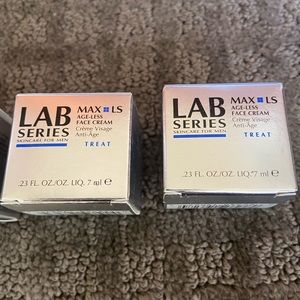 LAB
SERIES
SKINCARE FOR MEN
MAX LS
AGE-LESS
FACE CREAM
Crème Visage
Anti-Âge
TREAT
.23 FL. OZ./OZ. LIQ. 7 ml ℮
LAB
SERIES
SKINCARE FOR MEN
MAX LS
AGE-LESS
FACE CREAM
Crème Visage
Anti-Âge
TREAT
.23 FL. OZ./OZ. LIQ. 7 ml ℮